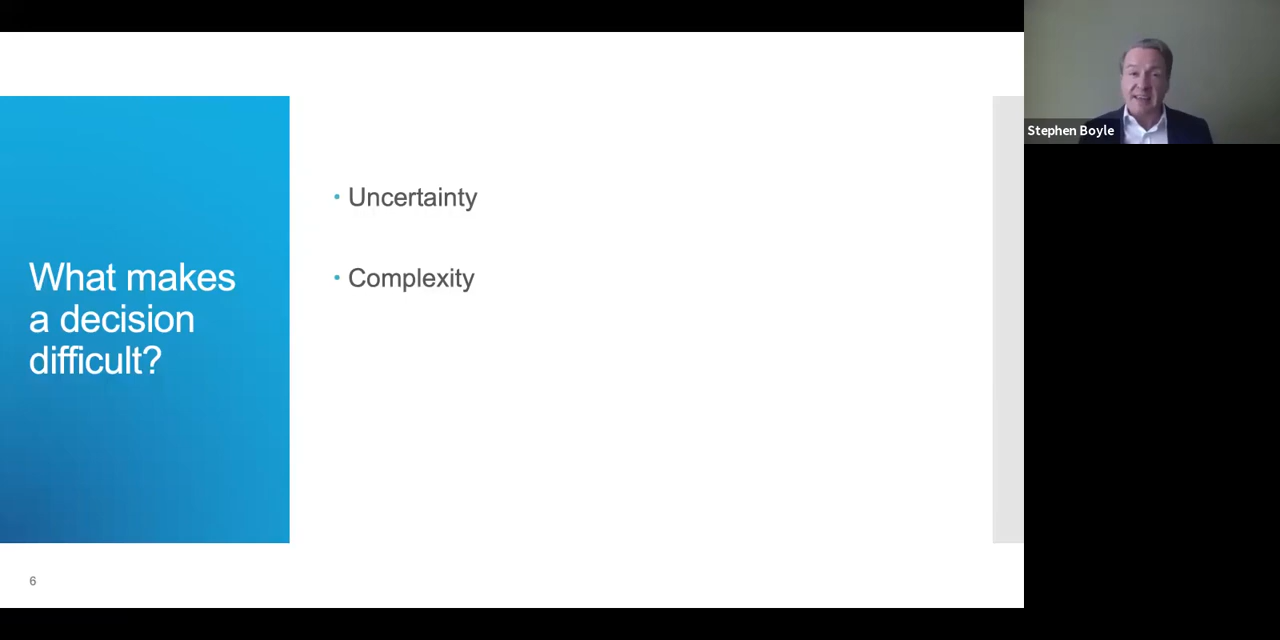 What makes
a decision
difficult?
• Uncertainty
• Complexity
6
Stephen Boyle